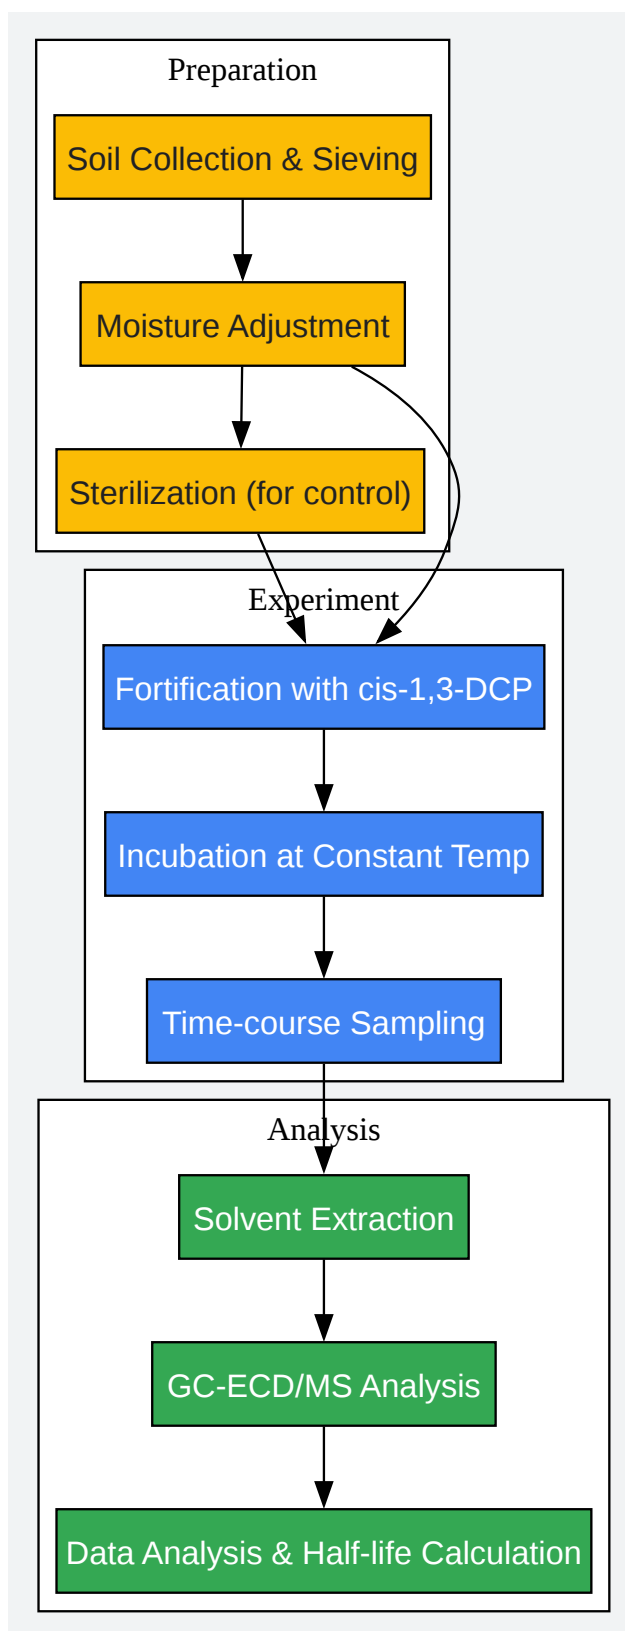 Preparation
Soil Collection & Sieving
Moisture Adjustment
Sterilization (for control)
Experiment
Fortification with cis-1,3-DCP
Incubation at Constant Temp
Time-course Sampling
Analysis
Solvent Extraction
GC-ECD/MS Analysis
Data Analysis & Half-life Calculation